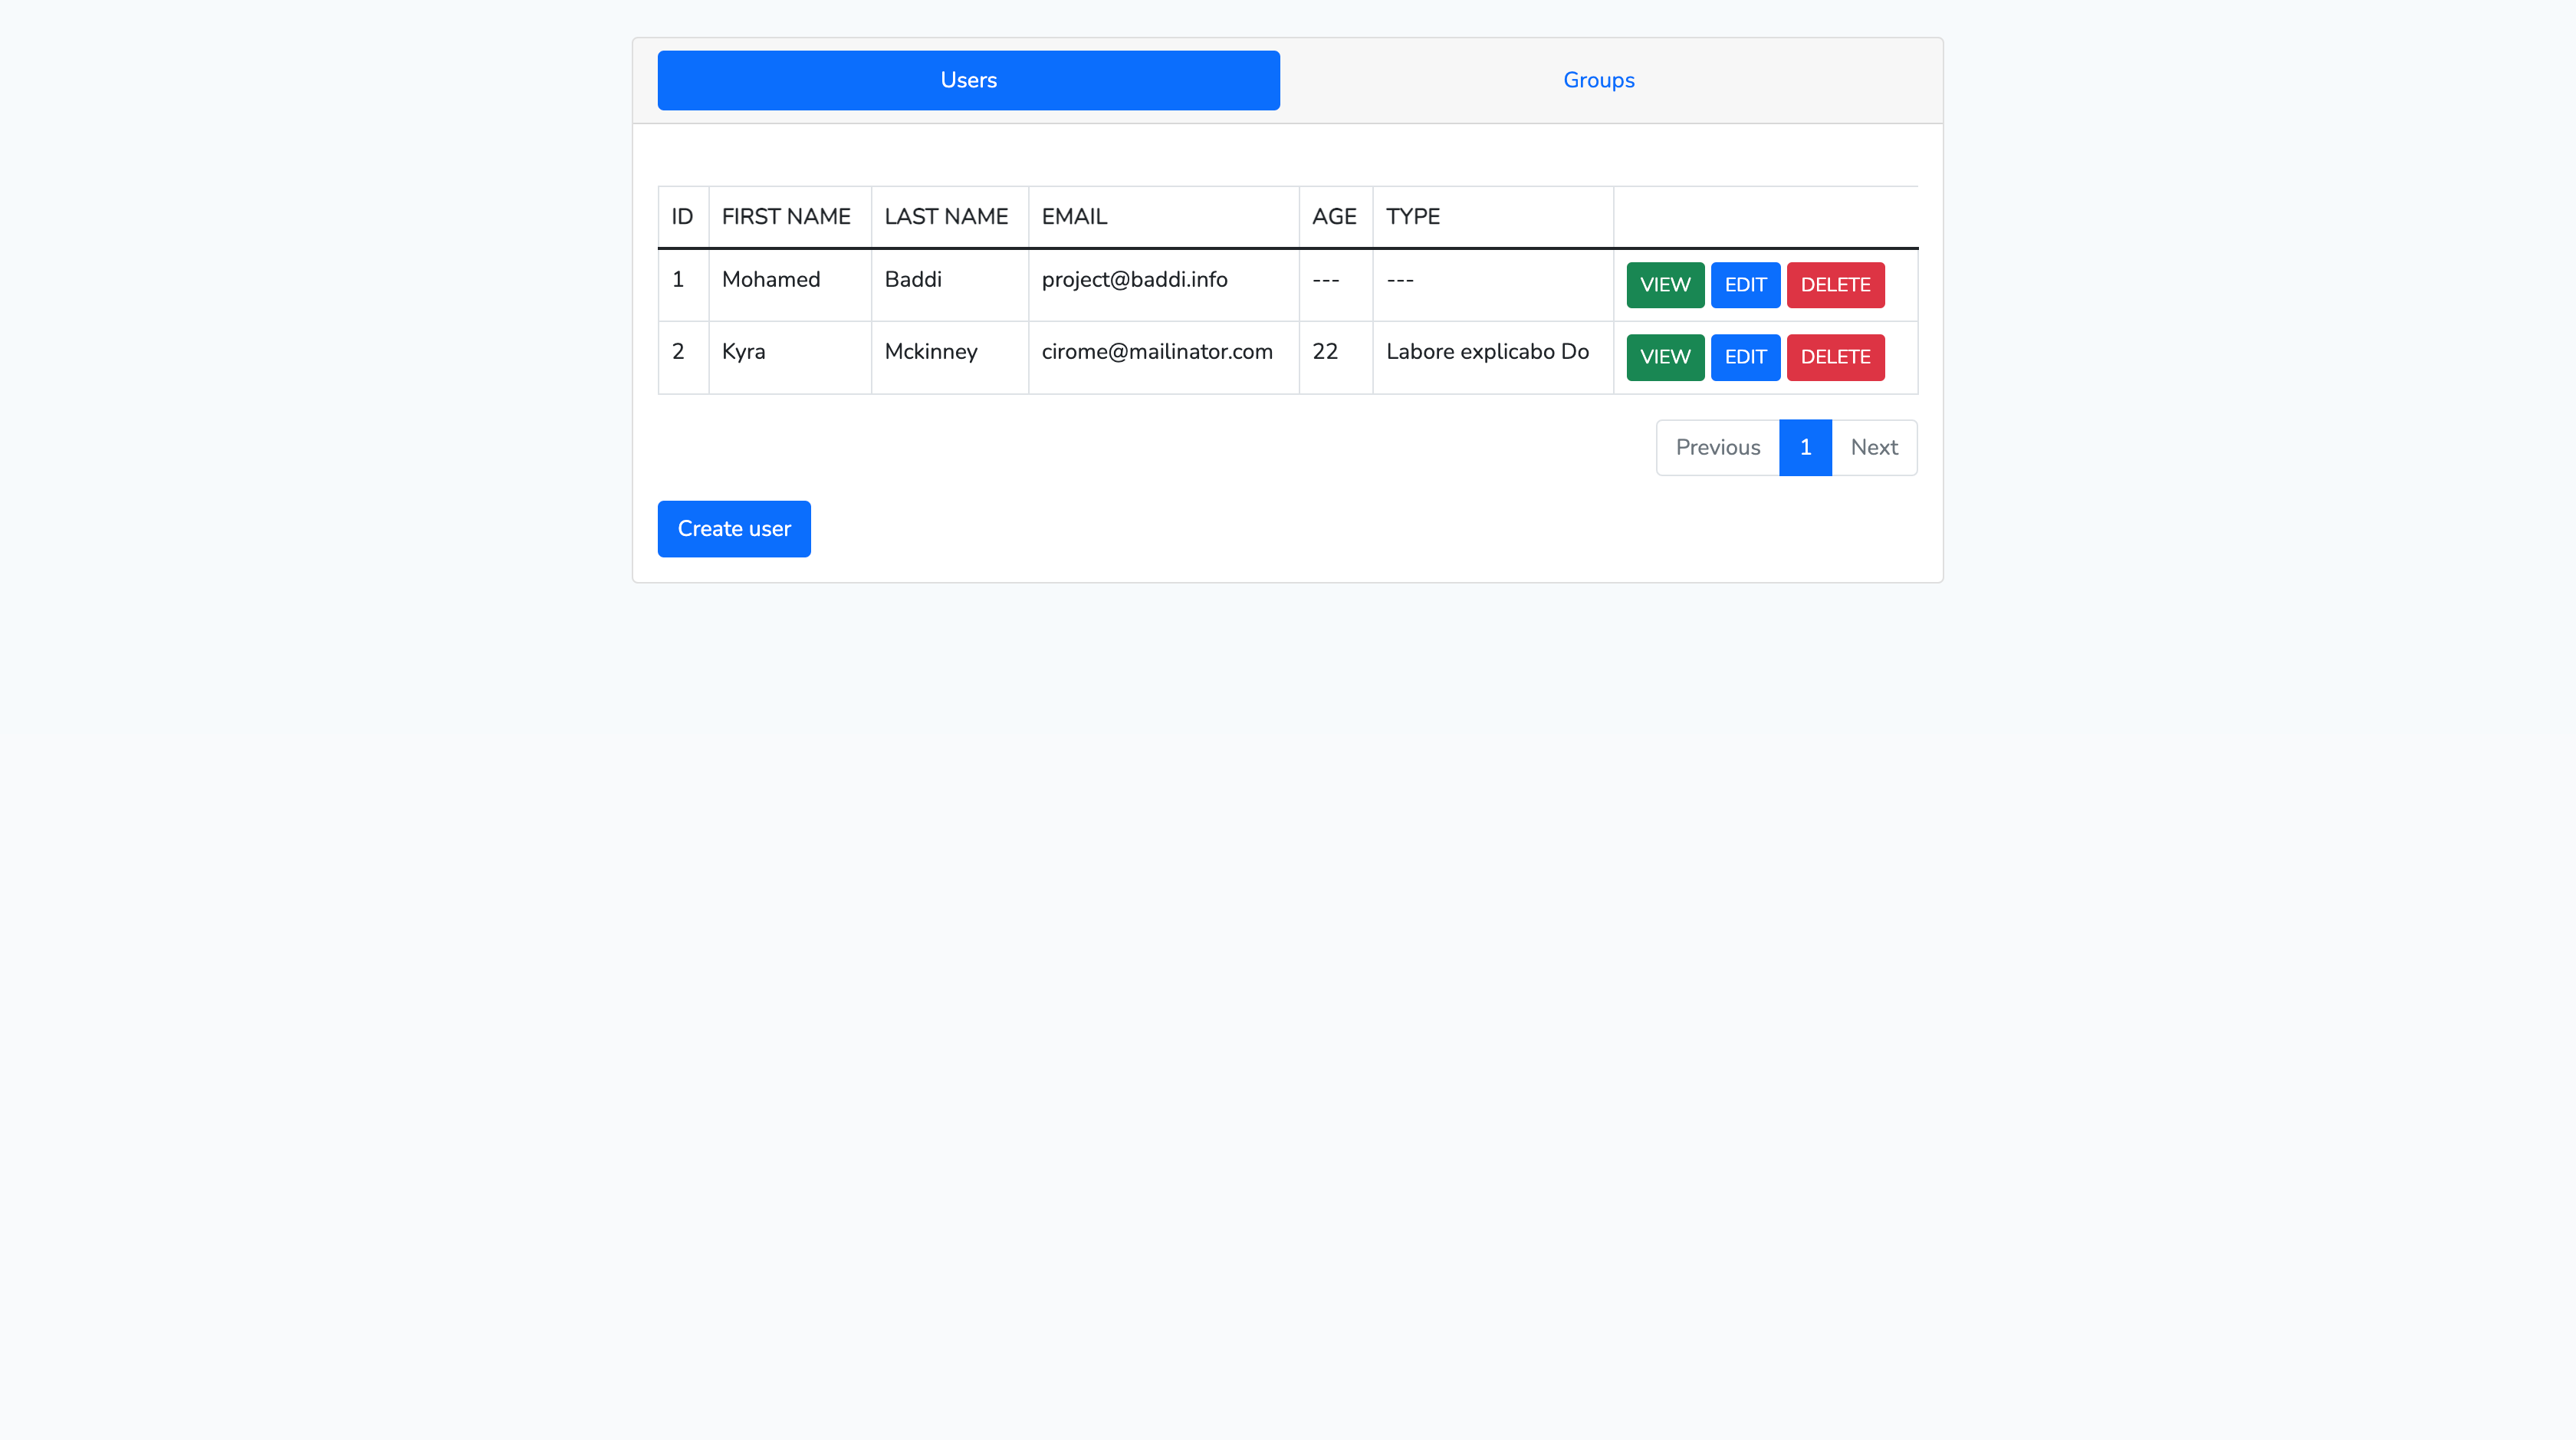 Users Groups
ID FIRST NAME LAST NAME EMAIL AGE TYPE
1 Mohamed Baddi project@baddi.info --- --- VIEW EDIT DELETE
2 Kyra Mckinney cirome@mailinator.com 22 Labore explicabo Do VIEW EDIT DELETE
Previous 1 Next
Create user